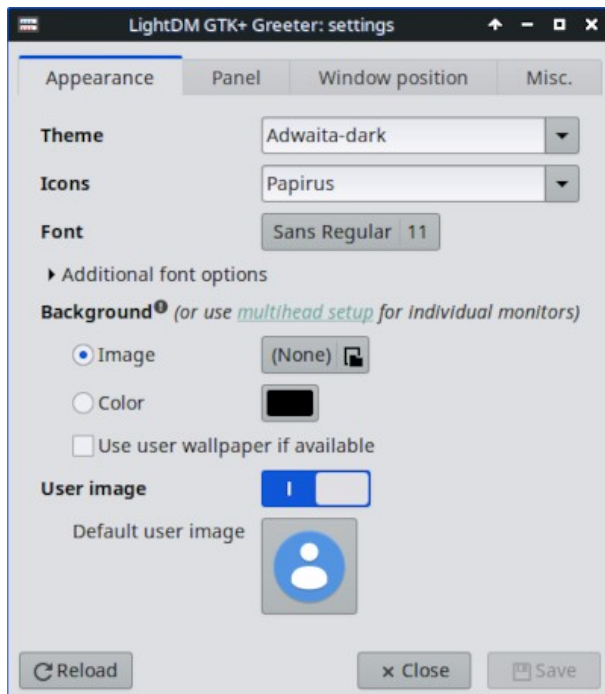 LightDM GTK+ Greeter: settings
Appearance Panel Window position Misc.
Theme Adwaita-dark
Icons Papirus
Font Sans Regular 11
Additional font options
Background (or use multihead setup for individual monitors)
Image (None)
Color
Use user wallpaper if available
User image
Default user image
Reload Close Save